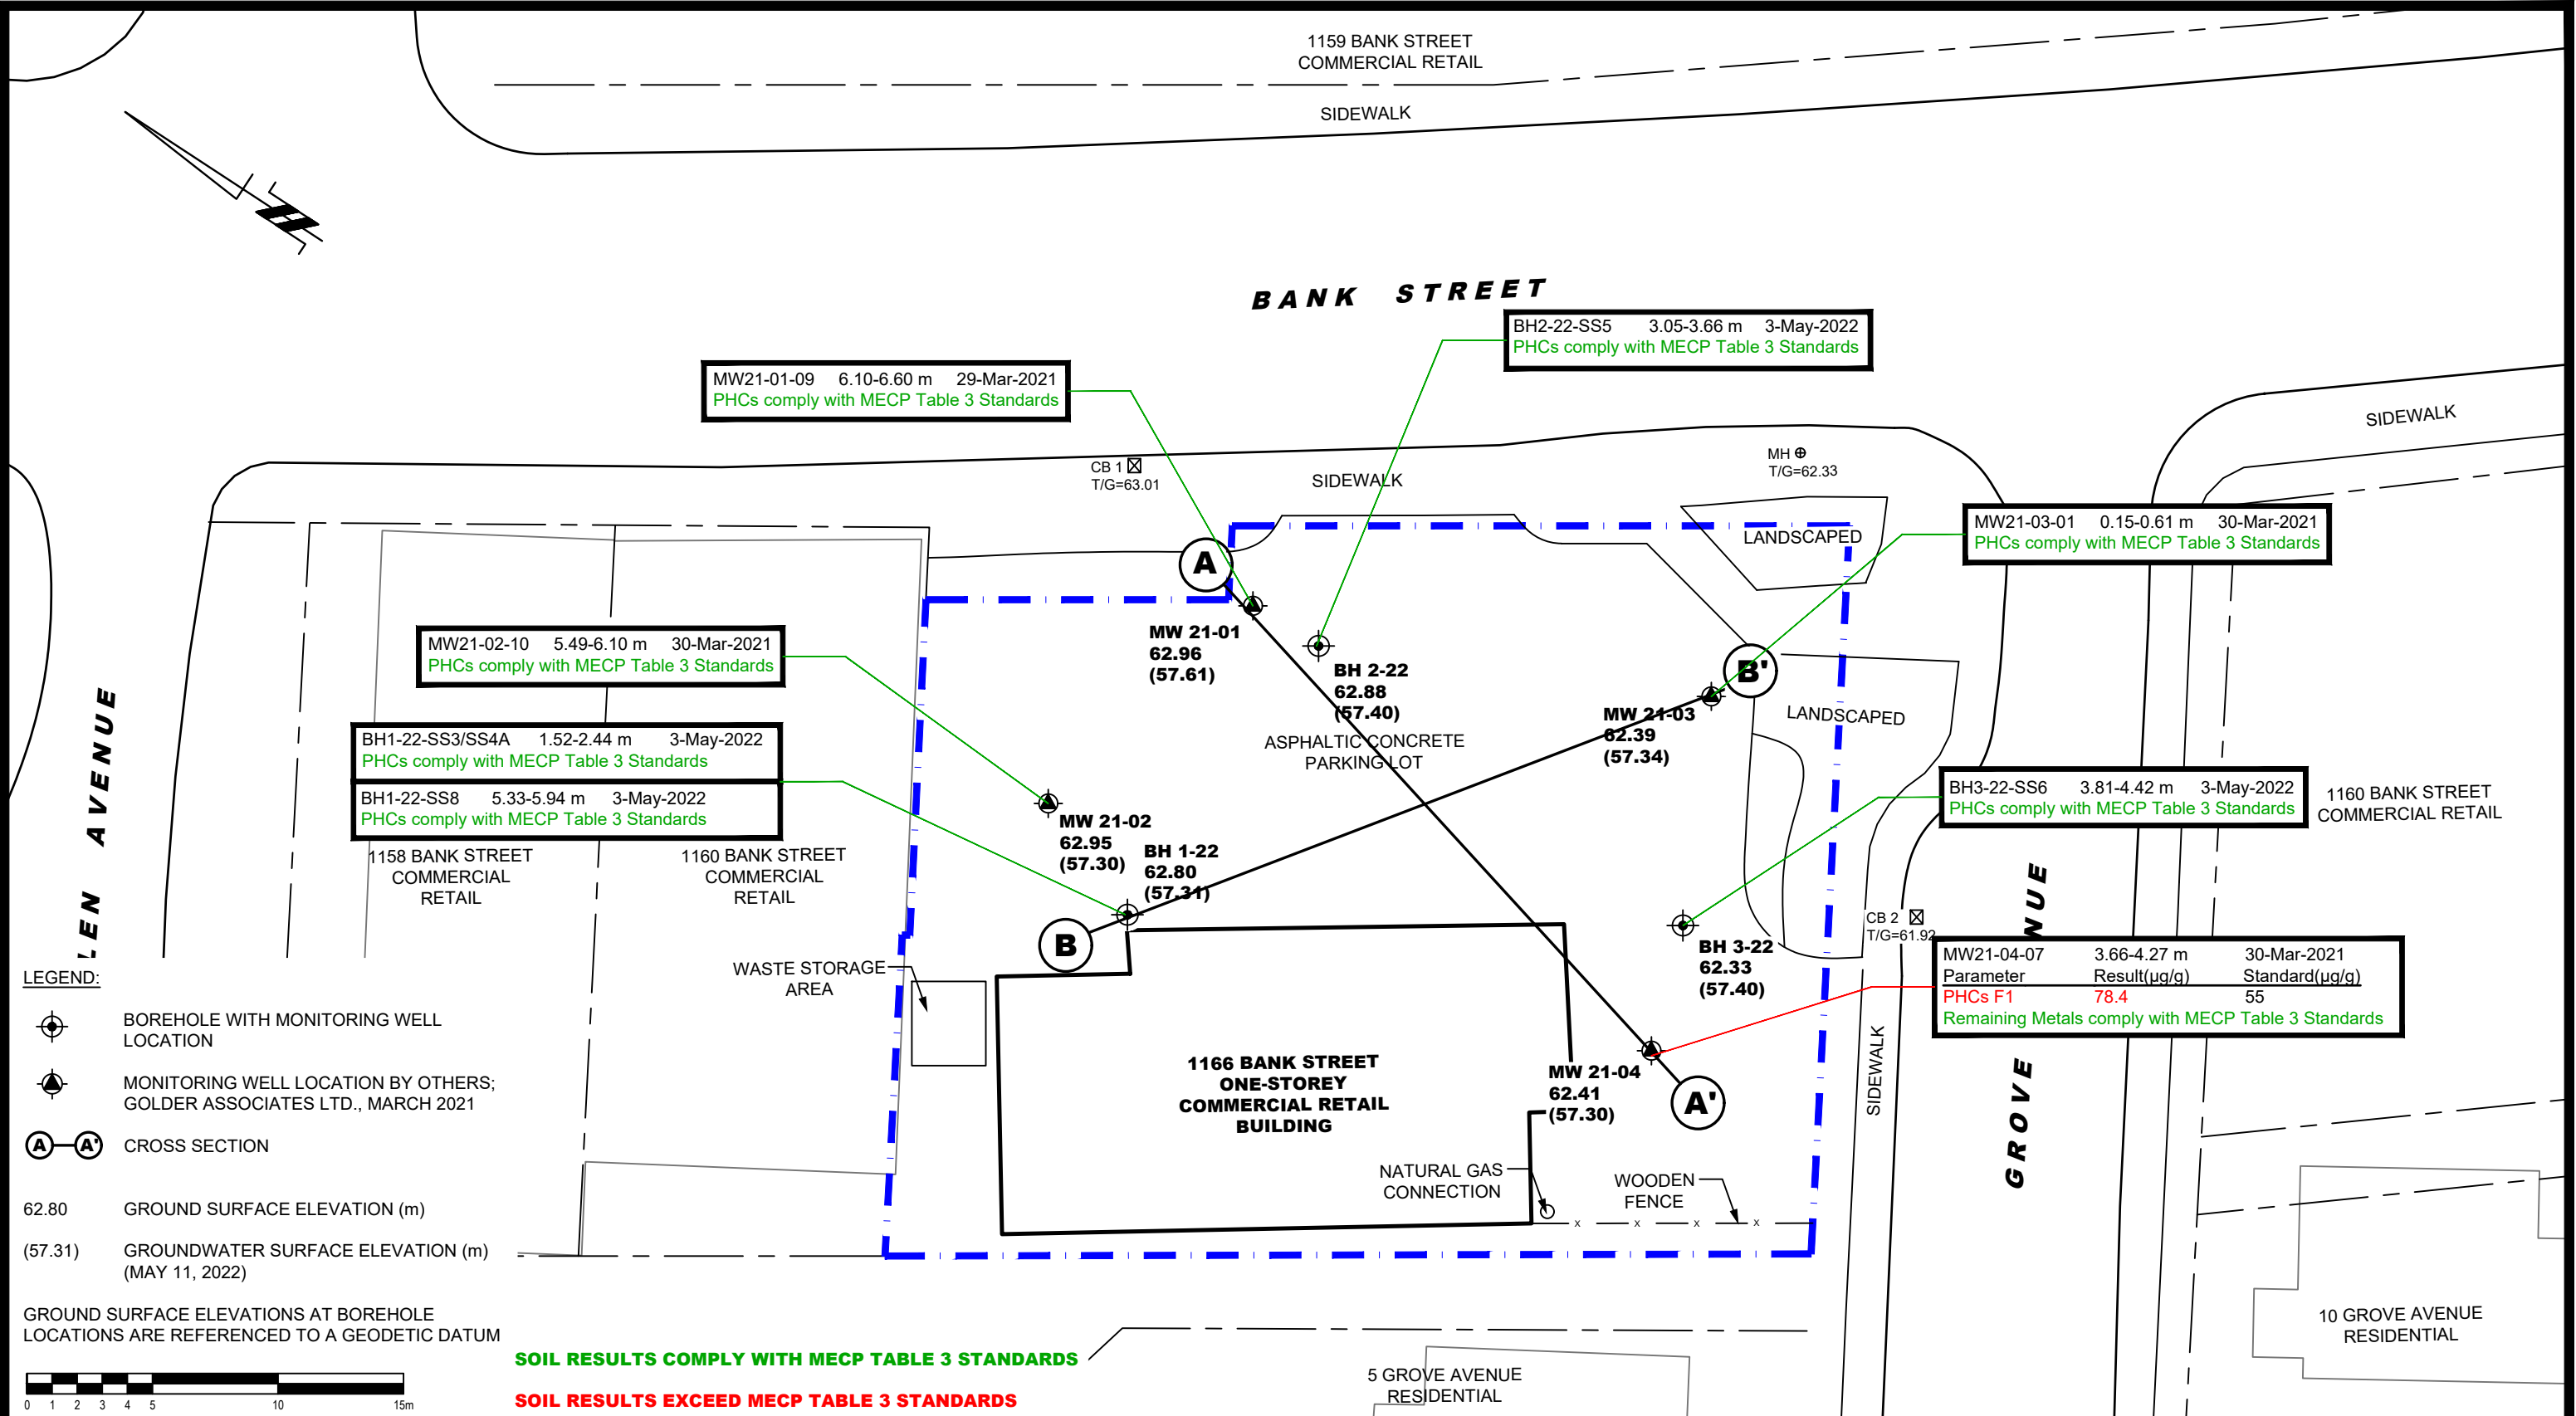 1159 BANK STREET
COMMERCIAL RETAIL
SIDEWALK
BANK STREET
BH2-22-SS5 3.05-3.66 m 3-May-2022
PHCs comply with MECP Table 3 Standards
MW21-01-09 6.10-6.60 m 29-Mar-2021
PHCs comply with MECP Table 3 Standards
SIDEWALK
CB 1
T/G=63.01
SIDEWALK
MH
T/G=62.33
MW21-03-01 0.15-0.61 m 30-Mar-2021
PHCs comply with MECP Table 3 Standards
LANDSCAPED
A
MW 21-01
62.96
(57.61)
BH 2-22
62.88
(57.40)
B'
MW 21-03
62.39
(57.34)
LANDSCAPED
ASPHALTIC CONCRETE
PARKING LOT
MW21-02-10 5.49-6.10 m 30-Mar-2021
PHCs comply with MECP Table 3 Standards
BH1-22-SS3/SS4A 1.52-2.44 m 3-May-2022
PHCs comply with MECP Table 3 Standards
BH1-22-SS8 5.33-5.94 m 3-May-2022
PHCs comply with MECP Table 3 Standards
BH3-22-SS6 3.81-4.42 m 3-May-2022
PHCs comply with MECP Table 3 Standards
1160 BANK STREET
COMMERCIAL RETAIL
MW 21-02
62.95
(57.30)
BH 1-22
62.80
(57.31)
1158 BANK STREET
COMMERCIAL
RETAIL
1160 BANK STREET
COMMERCIAL
RETAIL
LEN AVENUE
B
BH 3-22
62.33
(57.40)
CB 2
T/G=61.92
MW21-04-07 3.66-4.27 m 30-Mar-2021
Parameter Result(µg/g) Standard(µg/g)
PHCs F1 78.4 55
Remaining Metals comply with MECP Table 3 Standards
WASTE STORAGE
AREA
1166 BANK STREET
ONE-STOREY
COMMERCIAL RETAIL
BUILDING
MW 21-04
62.41
(57.30)
A'
SIDEWALK
GROVE NUE
NATURAL GAS
CONNECTION
WOODEN
FENCE
x x x x
LEGEND:
BOREHOLE WITH MONITORING WELL
LOCATION
MONITORING WELL LOCATION BY OTHERS;
GOLDER ASSOCIATES LTD., MARCH 2021
A A' CROSS SECTION
62.80 GROUND SURFACE ELEVATION (m)
(57.31) GROUNDWATER SURFACE ELEVATION (m)
(MAY 11, 2022)
GROUND SURFACE ELEVATIONS AT BOREHOLE
LOCATIONS ARE REFERENCED TO A GEODETIC DATUM
0 1 2 3 4 5 10 15m
SOIL RESULTS COMPLY WITH MECP TABLE 3 STANDARDS
SOIL RESULTS EXCEED MECP TABLE 3 STANDARDS
5 GROVE AVENUE
RESIDENTIAL
10 GROVE AVENUE
RESIDENTIAL